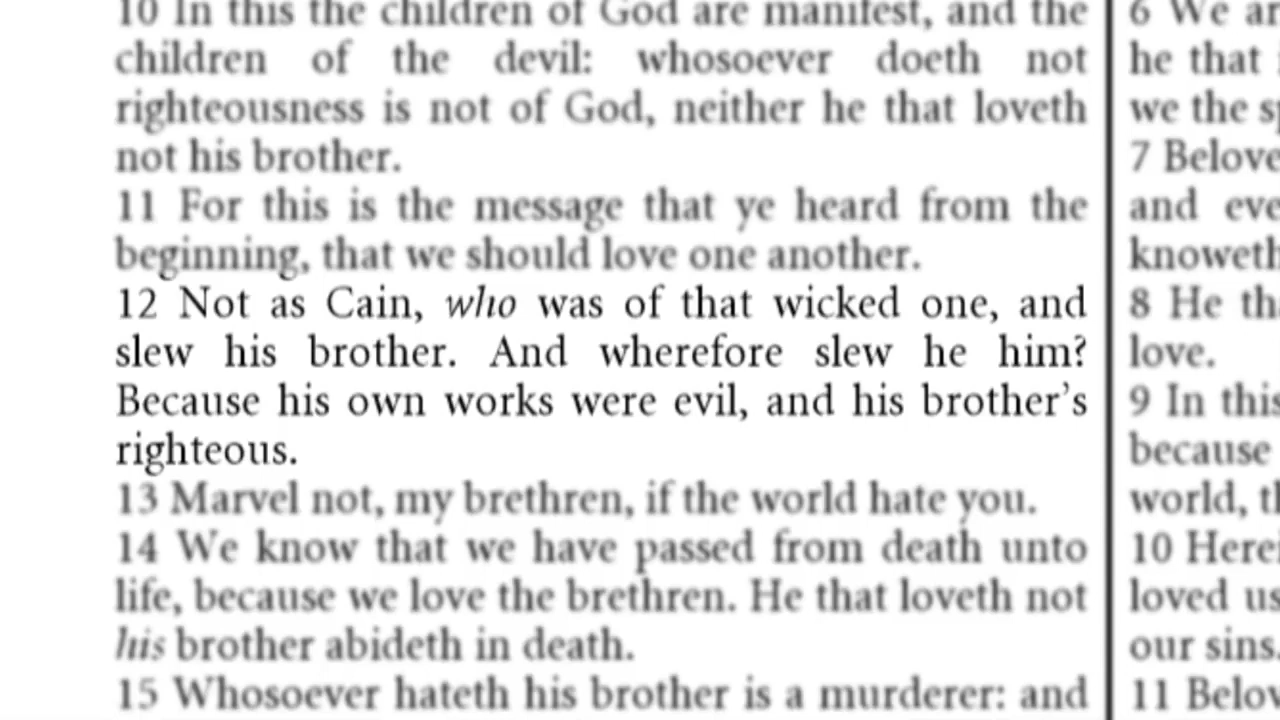 10 In this the children of God are manifest, and the
children of the devil: whosoever doeth not
righteousness is not of God, neither he that loveth
not his brother.
11 For this is the message that ye heard from the
beginning, that we should love one another.
12 Not as Cain, who was of that wicked one, and
slew his brother. And wherefore slew he him?
Because his own works were evil, and his brother's
righteous.
13 Marvel not, my brethren, if the world hate you.
14 We know that we have passed from death unto
life, because we love the brethren. He that loveth not
his brother abideth in death.
15 Whosoever hateth his brother is a murderer: and
6 We
he that
we the
7
and
knoweth
8 He
love.
9 In this
because
world,
10
loved us
our sins.
11